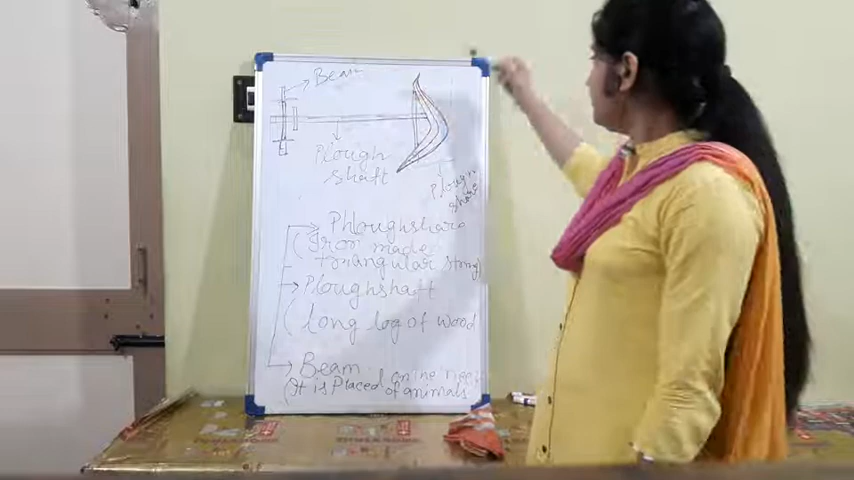 Beam
Plough
shaft
Plough
share
Phloughshare
(Iron made
triangular strong
Ploughshaft
(long log of wood
Beam
(It is Placed on the neck
of animals